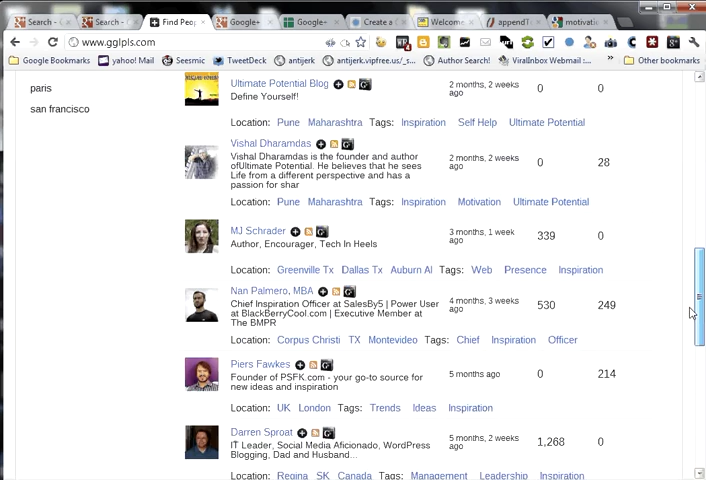 Search -
Search -
Find Peop
Google+
Google+
Create a (
Welcome
appendT
motivatio
www.gglpls.com
Google Bookmarks
yahoo! Mail
Seesmic
TweetDeck
antijerk
antijerk.vipfree.us/_s...
Author Search!
ViralInbox Webmail :...
»
Other bookmarks
paris
san francisco
Ultimate Potential Blog
Define Yourself!
2 months, 2 weeks
ago
0
0
Location: Pune Maharashtra Tags: Inspiration Self Help Ultimate Potential
Vishal Dharamdas
Vishal Dharamdas is the founder and author
ofUltimate Potential. He believes that he sees
Life from a different perspective and has a
passion for shar
2 months, 2 weeks
ago
0
28
Location: Pune Maharashtra Tags: Inspiration Motivation Ultimate Potential
MJ Schrader
Author, Encourager, Tech In Heels
3 months, 1 week
ago
339
0
Location: Greenville Tx Dallas Tx Auburn Al Tags: Web Presence Inspiration
Nan Palmero, MBA
Chief Inspiration Officer at SalesBy5 | Power User
at BlackBerryCool.com | Executive Member at
The BMPR
4 months, 3 weeks
ago
530
249
Location: Corpus Christi TX Montevideo Tags: Chief Inspiration Officer
Piers Fawkes
Founder of PSFK.com - your go-to source for
new ideas and inspiration
5 months ago
0
214
Location: UK London Tags: Trends Ideas Inspiration
Darren Sproat
IT Leader, Social Media Aficionado, WordPress
Blogging, Dad and Husband...
5 months, 2 weeks
ago
1,268
0
Location: Regina SK Canada Tags: Management Leadership Inspiration